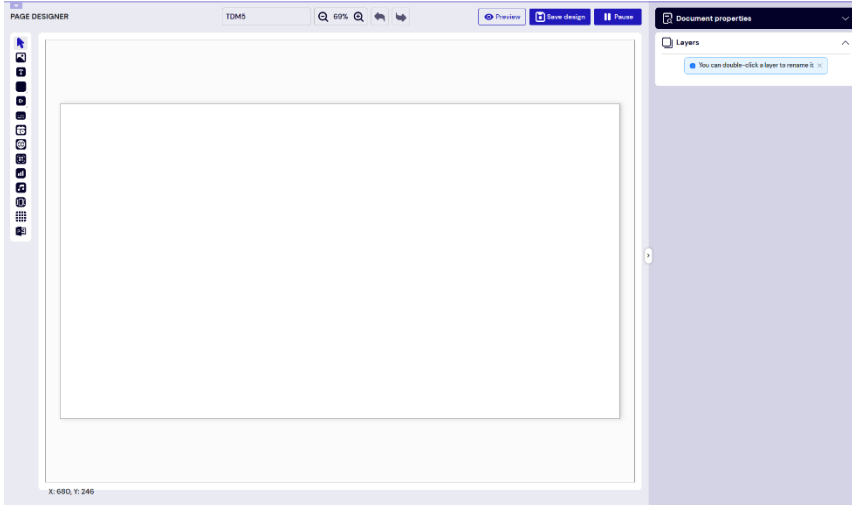 PAGE DESIGNER
TDM5
69%
Preview
Save design
Pause
Document properties
Layers
You can double-click a layer to rename it
X: 680, Y: 246